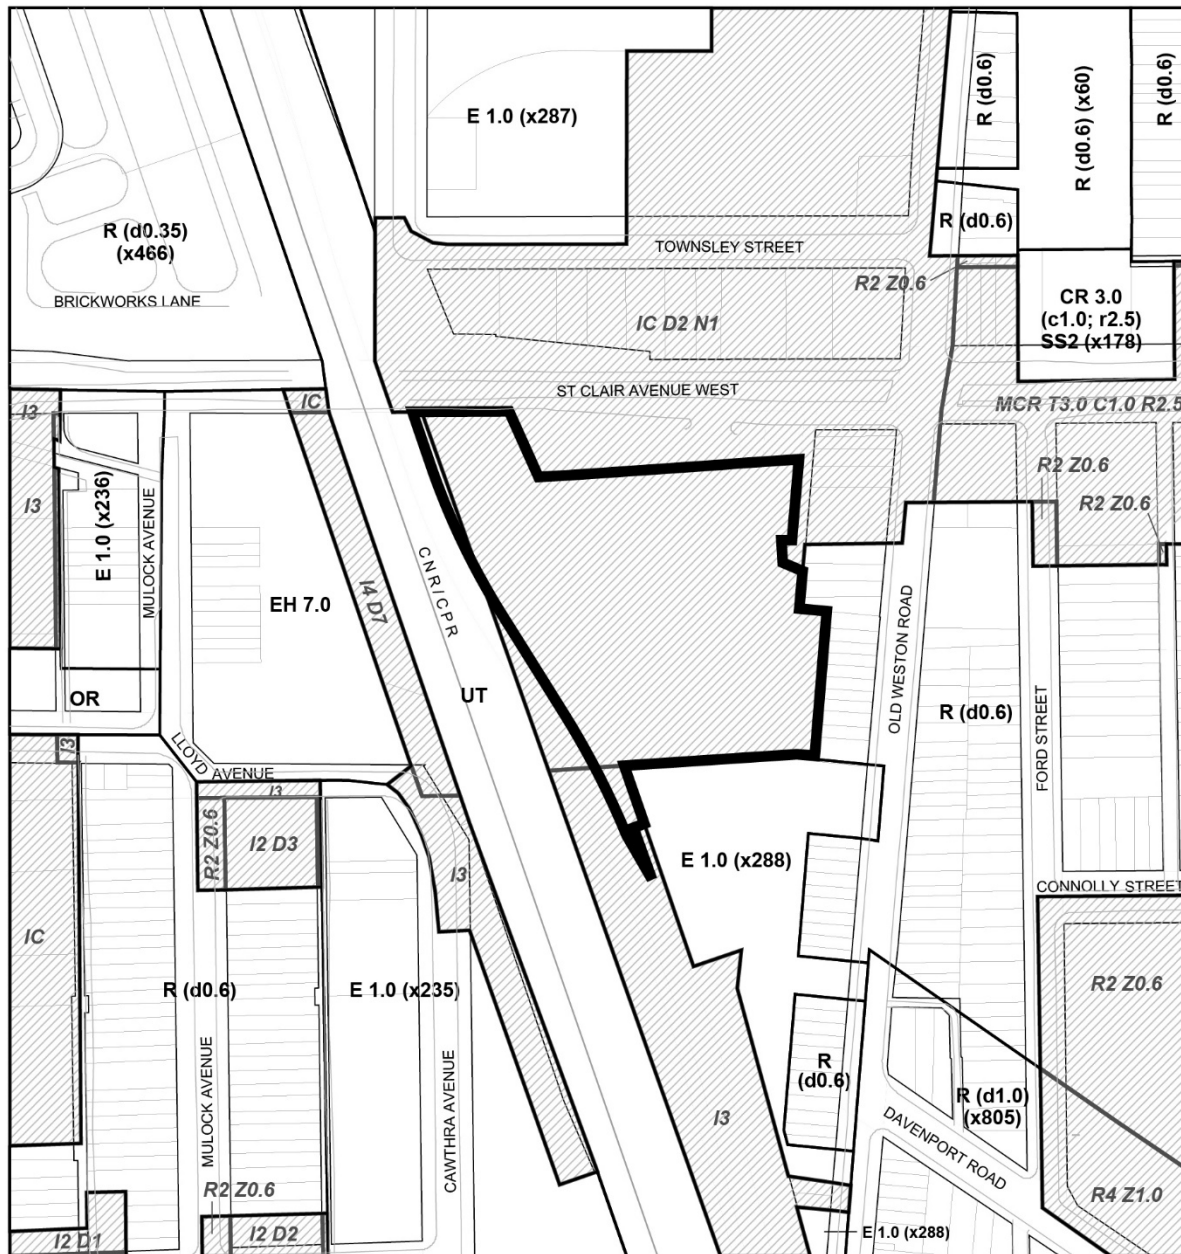 R (d0.6)
R (d0.6) (x60)
R (d0.6)
E 1.0 (x287)
R (d0.35)
(x466)
R (d0.6)
TOWNSLEY STREET
R2 Z0.6
BRICKWORKS LANE
IC D2 N1
CR 3.0
(c1.0; r2.5)
SS2 (x178)
ST CLAIR AVENUE WEST
IC
I3
MCR T3.0 C1.0 R2.5
R2 Z0.6
R2 Z0.6
I3
E 1.0 (x236)
MULOCK AVENUE
EH 7.0
I4 D7
CNR/CPR
UT
OR
OLD WESTON ROAD
R (d0.6)
FORD STREET
I3
LLOYD
AVENUE
I3
R2 Z0.6
I2 D3
I3
E 1.0 (x288)
CONNOLLY STREET
IC
R (d0.6)
E 1.0 (x235)
R2 Z0.6
MULOCK AVENUE
CAWTHRA AVENUE
R
(d0.6)
R (d1.0)
(x805)
I3
DAVENPORT ROAD
R2 Z0.6
R4 Z1.0
I2 D1
I2 D2
E 1.0 (x288)